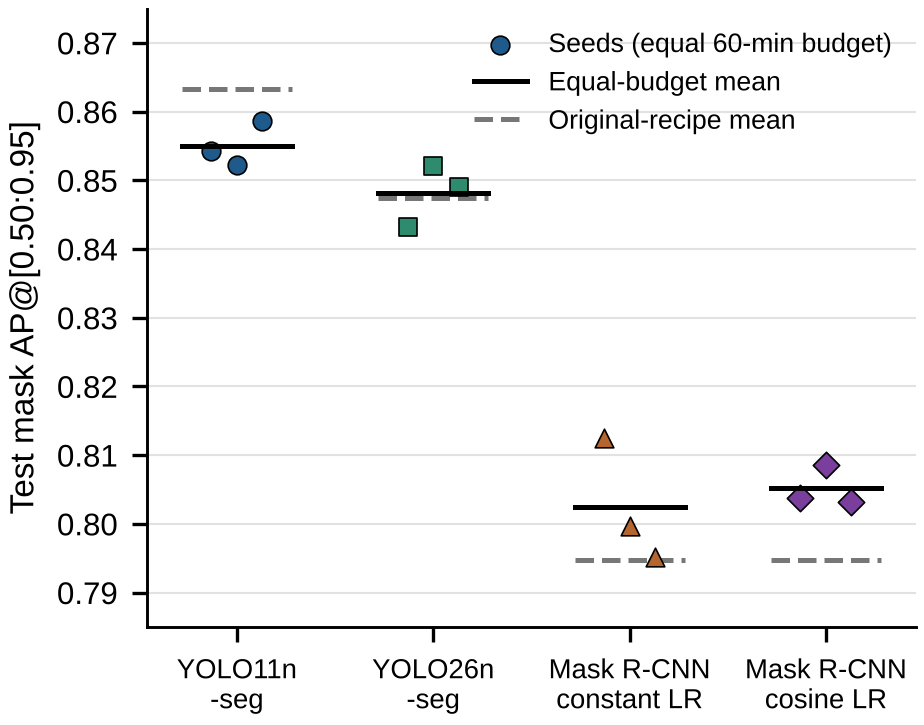 Seeds (equal 60-min budget)
Equal-budget mean
Original-recipe mean
Test mask AP@[0.50:0.95]
0.87
0.86
0.85
0.84
0.83
0.82
0.81
0.80
0.79
YOLO11n
-seg
YOLO26n
-seg
Mask R-CNN
constant LR
Mask R-CNN
cosine LR